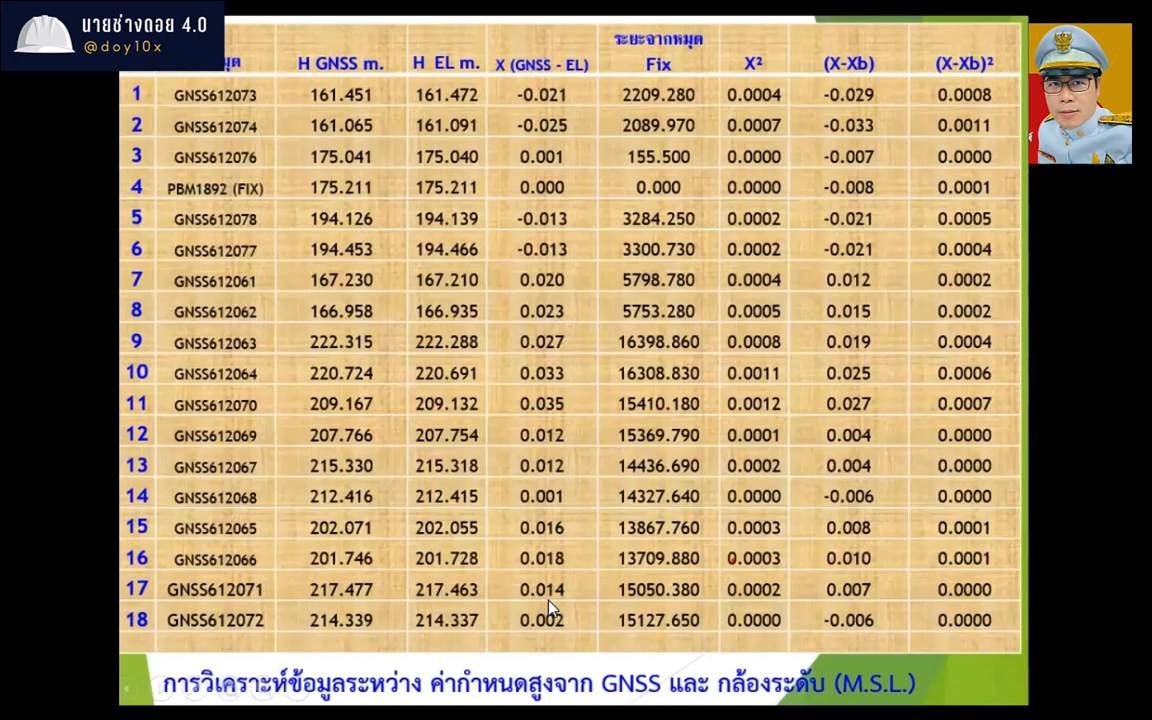 นายช่างดอย 4.0
@doy10x
ระยะจากหมุด
H GNSS m. H EL m. X (GNSS - EL) Fix X² (X-Xb) (X-Xb)²
1 GNSS612073 161.451 161.472 -0.021 2209.280 0.0004 -0.029 0.0008
2 GNSS612074 161.065 161.091 -0.025 2089.970 0.0007 -0.033 0.0011
3 GNSS612076 175.041 175.040 0.001 155.500 0.0000 -0.007 0.0000
4 PBM1892 (FIX) 175.211 175.211 0.000 0.000 0.0000 -0.008 0.0001
5 GNSS612078 194.126 194.139 -0.013 3284.250 0.0002 -0.021 0.0005
6 GNSS612077 194.453 194.466 -0.013 3300.730 0.0002 -0.021 0.0004
7 GNSS612061 167.230 167.210 0.020 5798.780 0.0004 0.012 0.0002
8 GNSS612062 166.958 166.935 0.023 5753.280 0.0005 0.015 0.0002
9 GNSS612063 222.315 222.288 0.027 16398.860 0.0008 0.019 0.0004
10 GNSS612064 220.724 220.691 0.033 16308.830 0.0011 0.025 0.0006
11 GNSS612070 209.167 209.132 0.035 15410.180 0.0012 0.027 0.0007
12 GNSS612069 207.766 207.754 0.012 15369.790 0.0001 0.004 0.0000
13 GNSS612067 215.330 215.318 0.012 14436.690 0.0002 0.004 0.0000
14 GNSS612068 212.416 212.415 0.001 14327.640 0.0000 -0.006 0.0000
15 GNSS612065 202.071 202.055 0.016 13867.760 0.0003 0.008 0.0001
16 GNSS612066 201.746 201.728 0.018 13709.880 0.0003 0.010 0.0001
17 GNSS612071 217.477 217.463 0.014 15050.380 0.0002 0.007 0.0000
18 GNSS612072 214.339 214.337 0.002 15127.650 0.0000 -0.006 0.0000
การวิเคราะห์ข้อมูลระหว่าง ค่ากำหนดสูงจาก GNSS และ กล้องระดับ (M.S.L.)